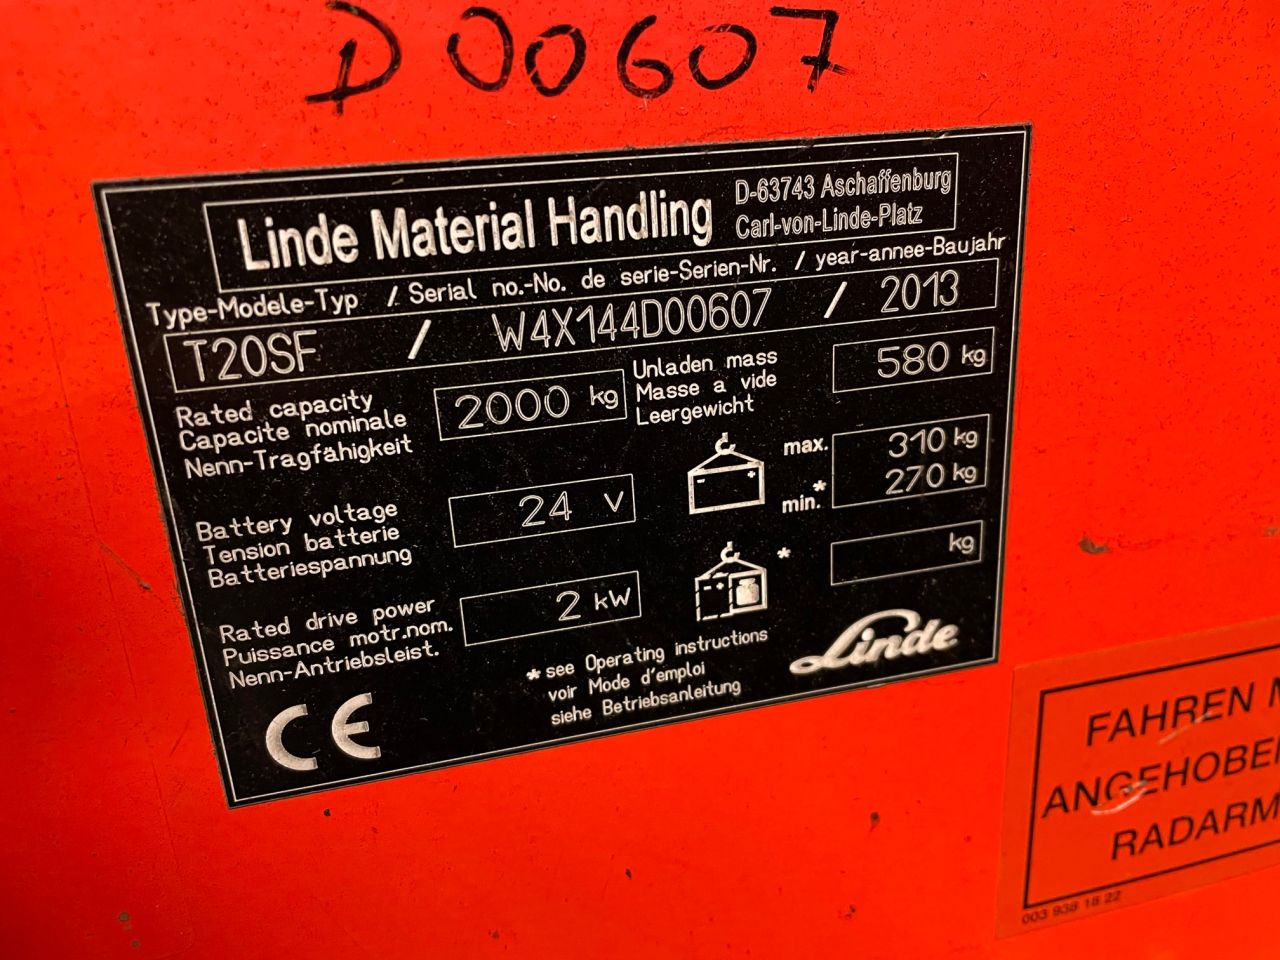 D 00607
Linde Material Handling
D-63743 Aschaffenburg
Carl-von-Linde-Platz
Type-Modele-Typ / Serial no.-No. de serie-Serien-Nr. / year-annee-Baujahr
T20SF / W4X144D00607 / 2013
Rated capacity
Capacite nominale
Nenn-Tragfähigkeit
2000 kg
Unladen mass
Masse a vide
Leergewicht
580 kg
Battery voltage
Tension batterie
Batteriespannung
24 V
- +
max. 310 kg
min.* 270 kg
- + * kg
Rated drive power
Puissance motr.nom.
Nenn-Antriebsleist.
2 kW
* see Operating instructions
voir Mode d'emploi
siehe Betriebsanleitung
Linde
CE
FAHREN
ANGEHOBE
RADARM
003 938 18 22